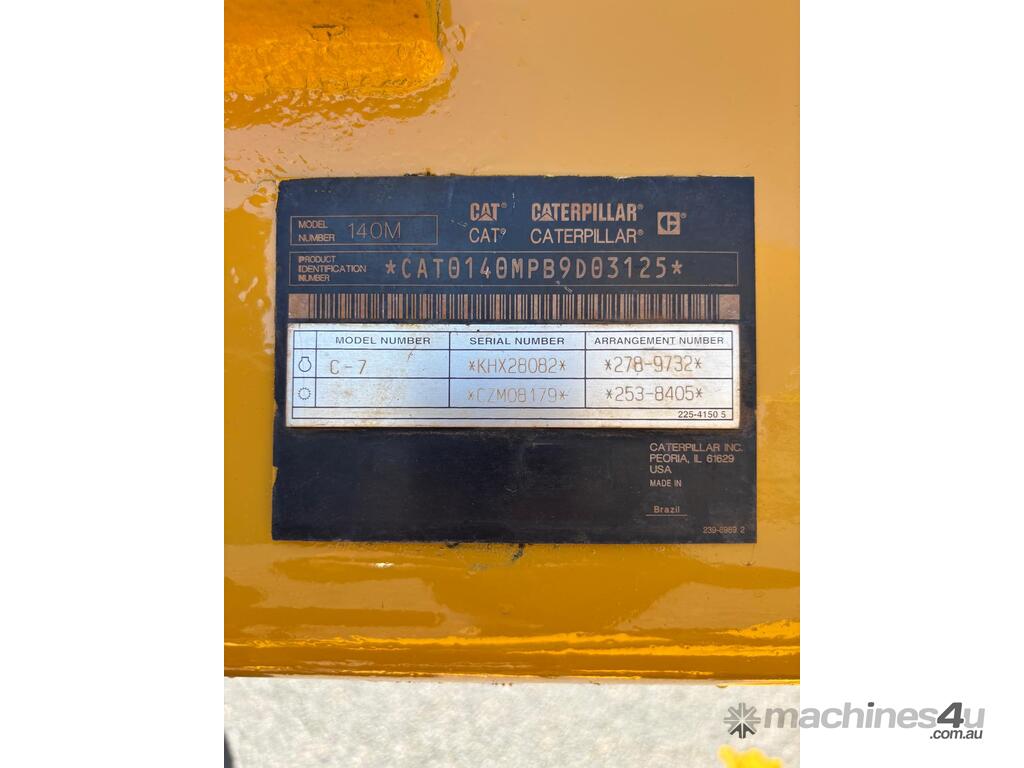 MODEL NUMBER 140M
CAT® CATERPILLAR®
CAT® CATERPILLAR®
PRODUCT IDENTIFICATION NUMBER *CAT0140MPB9D03125*
MODEL NUMBER SERIAL NUMBER ARRANGEMENT NUMBER
C-7 *KHX28082* *278-9732*
*CZM08179* *253-8405*
225-4150 5
CATERPILLAR INC.
PEORIA, IL 61629
USA
MADE IN
Brazil
239-8989 2
machines4u
.com.au